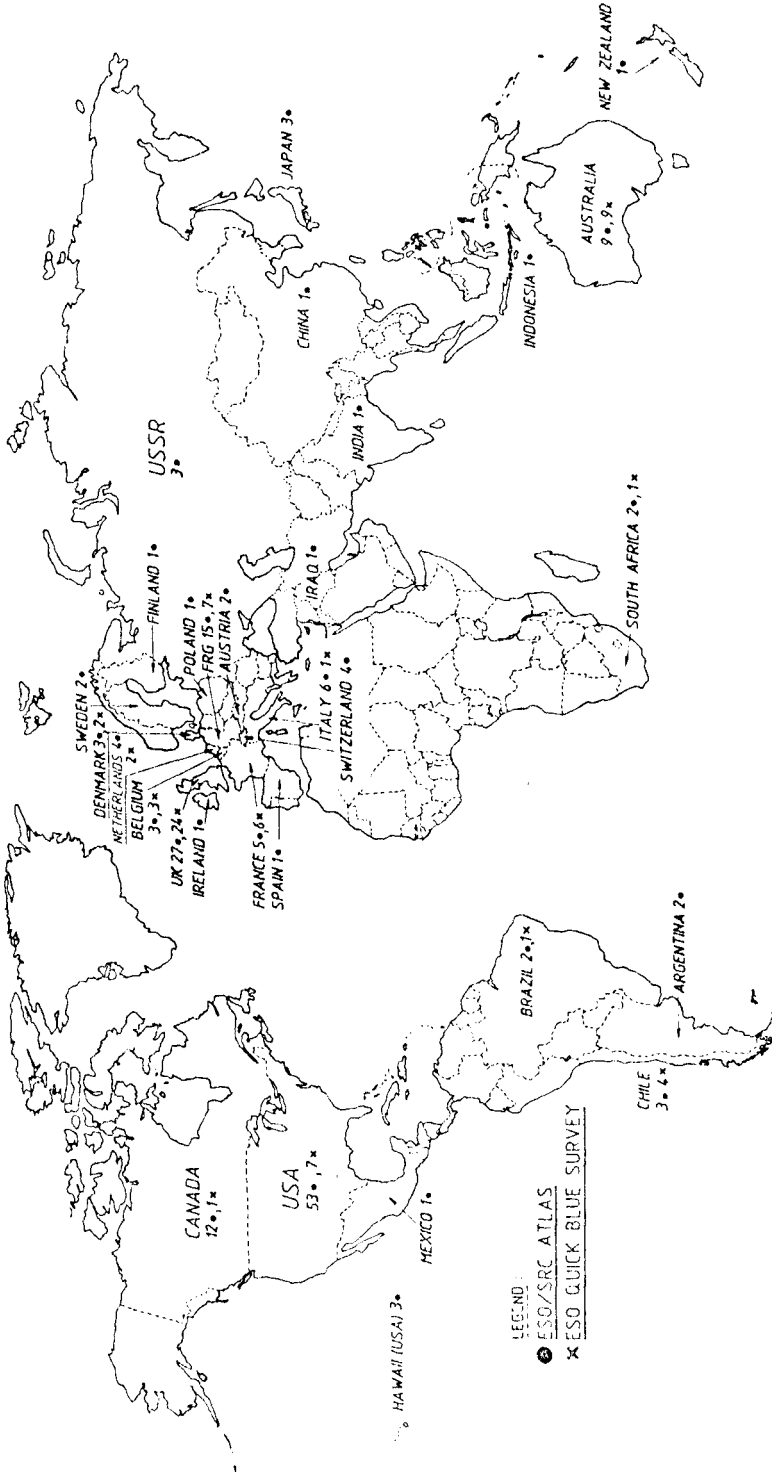 CANADA
12●,1×
USA
53●,7×
MEXICO 1●
HAWAII (USA) 3●
BRAZIL 2●,1×
ARGENTINA 2●
CHILE
3●4×
SWEDEN 2●
DENMARK 3●,2×
NETHERLANDS 4●
2×
BELGIUM
3●,3×
UK 27●,24×
IRELAND 1●
FRANCE 5●,6×
SPAIN 1●
FINLAND 1●
POLAND 1●
FRG 15●,7×
AUSTRIA 2●
ITALY 6● 1×
SWITZERLAND 4●
USSR
3●
IRAQ 1●
INDIA 1●
CHINA 1●
JAPAN 3●
INDONESIA 1●
SOUTH AFRICA 2●,1×
AUSTRALIA
9●,9×
NEW ZEALAND
1●
LEGEND:
● ESO/SRC ATLAS
× ESO QUICK BLUE SURVEY